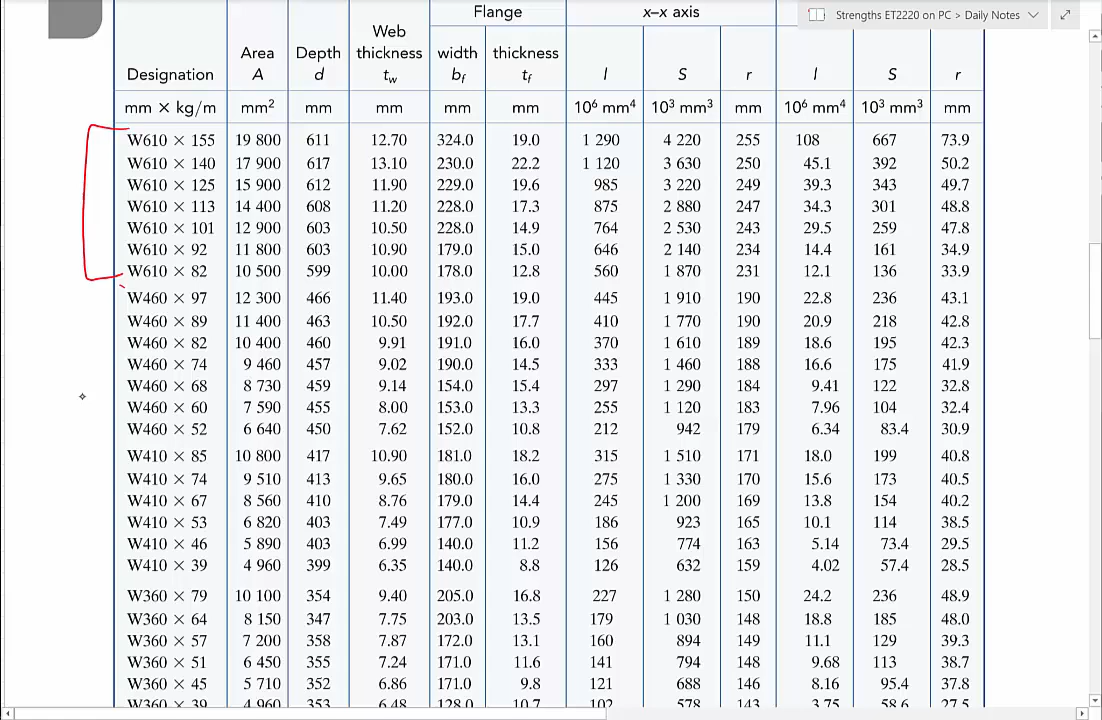 Strengths ET2220 on PC > Daily Notes
Flange x–x axis
Web
Area Depth thickness width thickness
Designation A d tw bf tf I S r I S r
mm × kg/m mm² mm mm mm mm 10⁶ mm⁴ 10³ mm³ mm 10⁶ mm⁴ 10³ mm³ mm
W610 × 155 19 800 611 12.70 324.0 19.0 1 290 4 220 255 108 667 73.9
W610 × 140 17 900 617 13.10 230.0 22.2 1 120 3 630 250 45.1 392 50.2
W610 × 125 15 900 612 11.90 229.0 19.6 985 3 220 249 39.3 343 49.7
W610 × 113 14 400 608 11.20 228.0 17.3 875 2 880 247 34.3 301 48.8
W610 × 101 12 900 603 10.50 228.0 14.9 764 2 530 243 29.5 259 47.8
W610 × 92 11 800 603 10.90 179.0 15.0 646 2 140 234 14.4 161 34.9
W610 × 82 10 500 599 10.00 178.0 12.8 560 1 870 231 12.1 136 33.9
W460 × 97 12 300 466 11.40 193.0 19.0 445 1 910 190 22.8 236 43.1
W460 × 89 11 400 463 10.50 192.0 17.7 410 1 770 190 20.9 218 42.8
W460 × 82 10 400 460 9.91 191.0 16.0 370 1 610 189 18.6 195 42.3
W460 × 74 9 460 457 9.02 190.0 14.5 333 1 460 188 16.6 175 41.9
W460 × 68 8 730 459 9.14 154.0 15.4 297 1 290 184 9.41 122 32.8
W460 × 60 7 590 455 8.00 153.0 13.3 255 1 120 183 7.96 104 32.4
W460 × 52 6 640 450 7.62 152.0 10.8 212 942 179 6.34 83.4 30.9
W410 × 85 10 800 417 10.90 181.0 18.2 315 1 510 171 18.0 199 40.8
W410 × 74 9 510 413 9.65 180.0 16.0 275 1 330 170 15.6 173 40.5
W410 × 67 8 560 410 8.76 179.0 14.4 245 1 200 169 13.8 154 40.2
W410 × 53 6 820 403 7.49 177.0 10.9 186 923 165 10.1 114 38.5
W410 × 46 5 890 403 6.99 140.0 11.2 156 774 163 5.14 73.4 29.5
W410 × 39 4 960 399 6.35 140.0 8.8 126 632 159 4.02 57.4 28.5
W360 × 79 10 100 354 9.40 205.0 16.8 227 1 280 150 24.2 236 48.9
W360 × 64 8 150 347 7.75 203.0 13.5 179 1 030 148 18.8 185 48.0
W360 × 57 7 200 358 7.87 172.0 13.1 160 894 149 11.1 129 39.3
W360 × 51 6 450 355 7.24 171.0 11.6 141 794 148 9.68 113 38.7
W360 × 45 5 710 352 6.86 171.0 9.8 121 688 146 8.16 95.4 37.8
W360 × 39 4 960 353 6.48 128.0 10.7 102 578 143 3.75 58.6 27.5